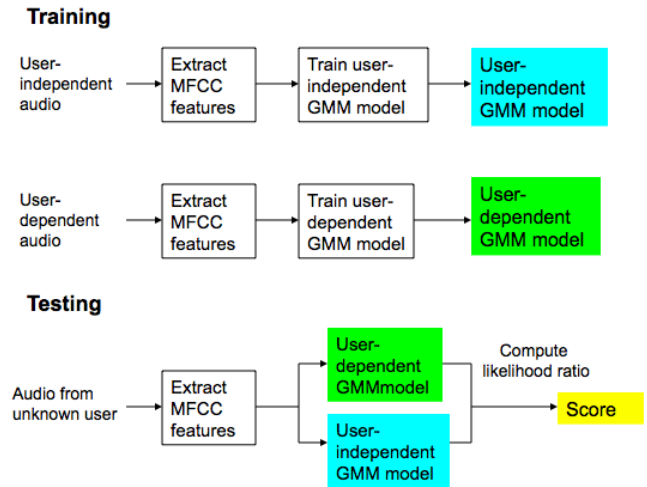 Training
User-
independent
audio
Extract
MFCC
features
Train user-
independent
GMM model
User-
independent
GMM model
User-
dependent
audio
Extract
MFCC
features
Train user-
dependent
GMM model
User-
dependent
GMM model
Testing
Audio from
unknown user
Extract
MFCC
features
User-
dependent
GMMmodel
User-
independent
GMM model
Compute
likelihood ratio
Score